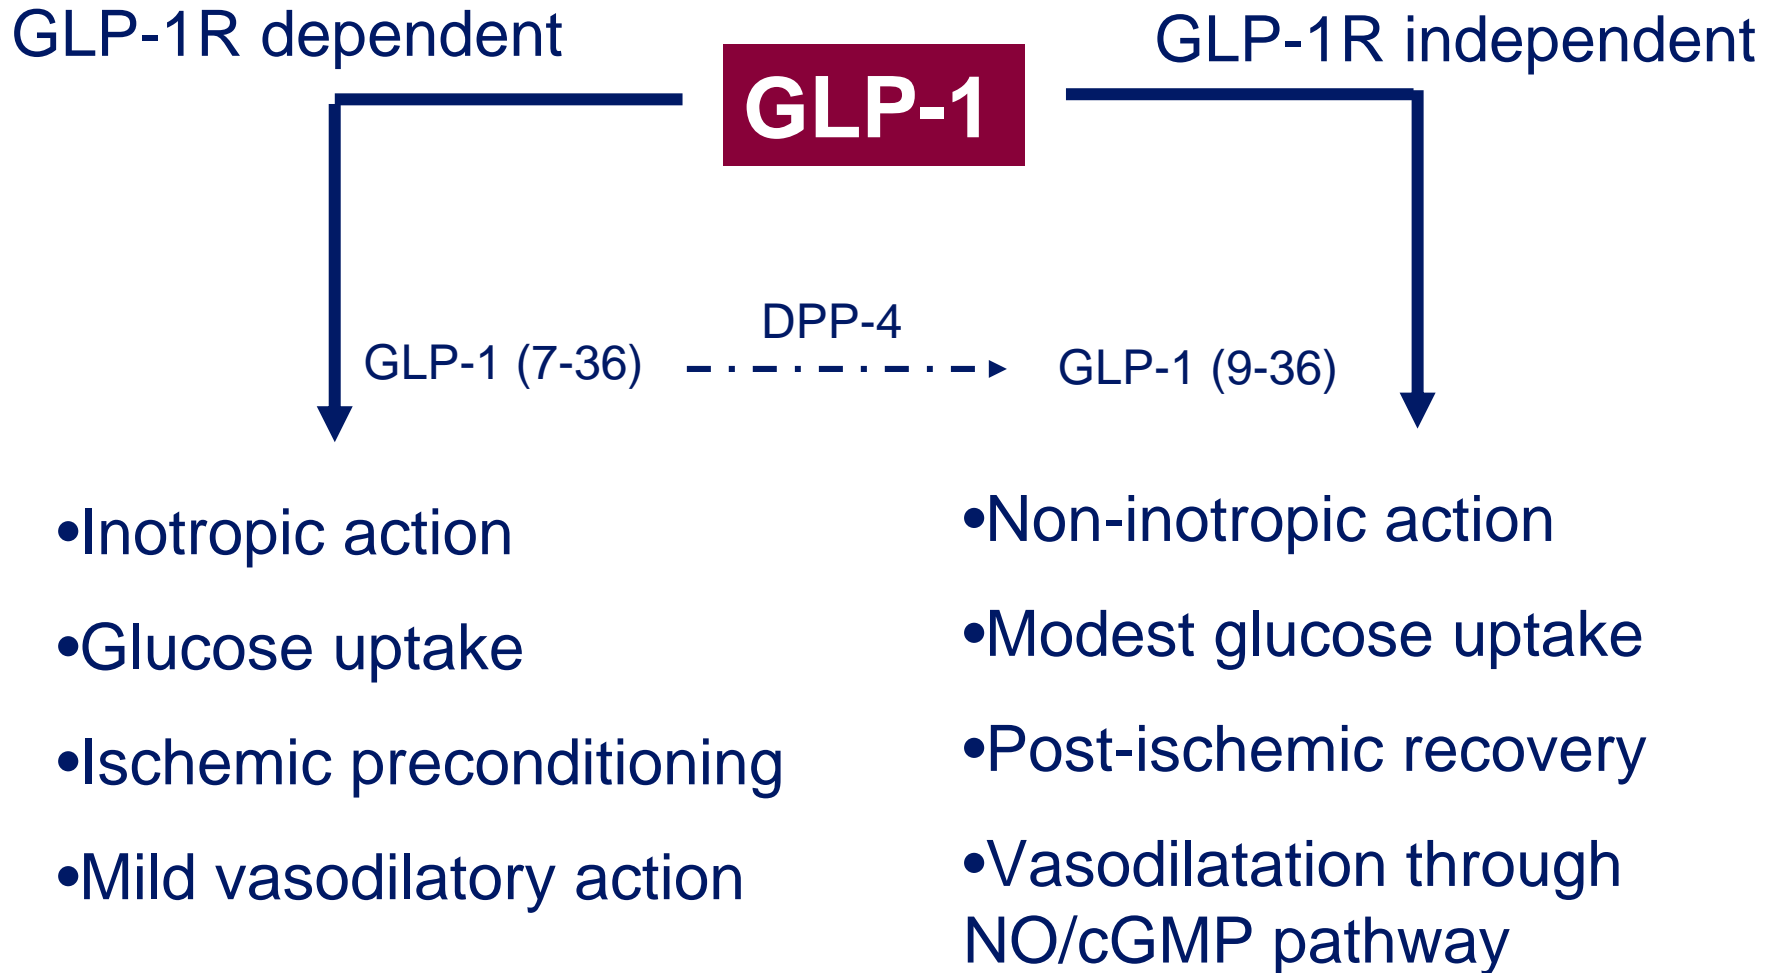 GLP-1R dependent
GLP-1
GLP-1R independent
DPP-4
GLP-1 (7-36)
GLP-1 (9-36)
•Inotropic action
•Glucose uptake
•Ischemic preconditioning
•Mild vasodilatory action
•Non-inotropic action
•Modest glucose uptake
•Post-ischemic recovery
•Vasodilatation through
NO/cGMP pathway